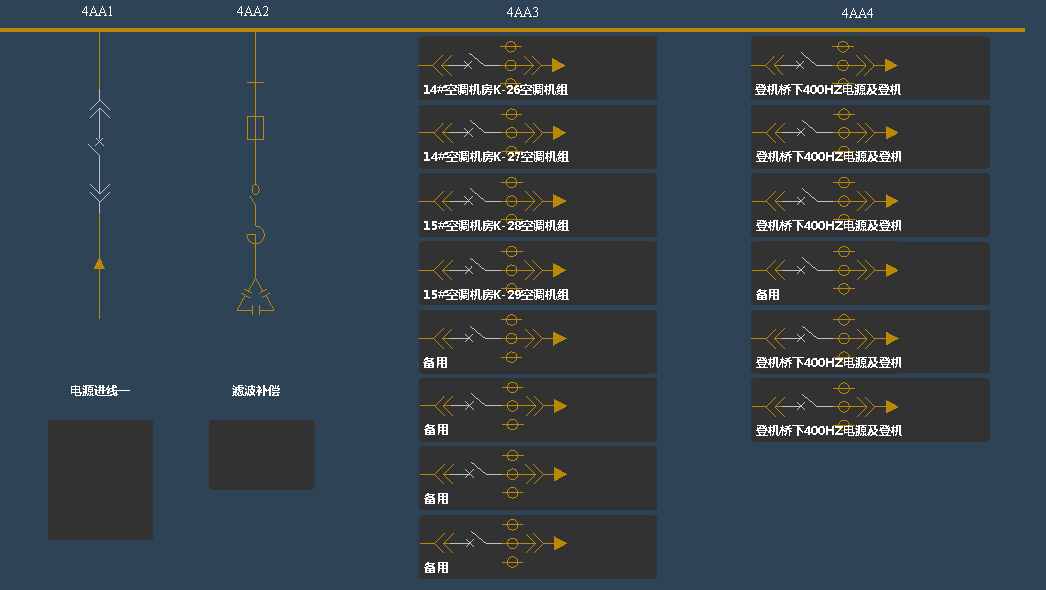 4AA1
4AA2
4AA3
4AA4
14#空调机房K-26空调机组
14#空调机房K-27空调机组
15#空调机房K-28空调机组
15#空调机房K-29空调机组
备用
备用
备用
备用
登机桥下400HZ电源及登机
登机桥下400HZ电源及登机
登机桥下400HZ电源及登机
备用
登机桥下400HZ电源及登机
登机桥下400HZ电源及登机
电源进线一
滤波补偿